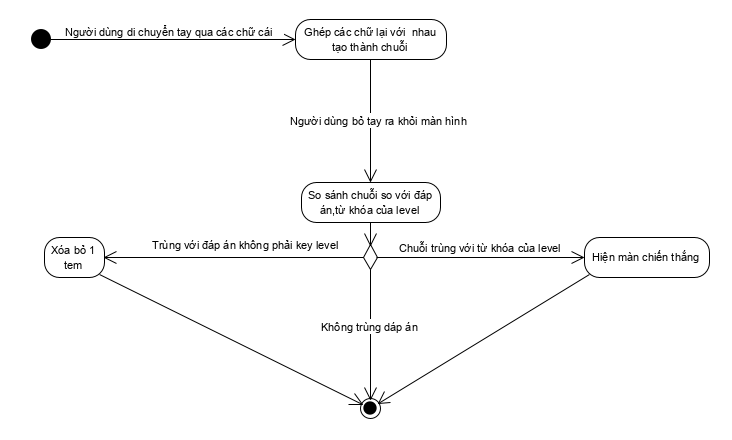 Người dùng di chuyển tay qua các chữ cái
Ghép các chữ lại với nhau
tạo thành chuỗi
Người dùng bỏ tay ra khỏi màn hình
So sánh chuỗi so với đáp
án,từ khóa của level
Trùng với đáp án không phải key level
Chuỗi trùng với từ khóa của level
Xóa bỏ 1
tem
Hiện màn chiến thắng
Không trùng dáp án